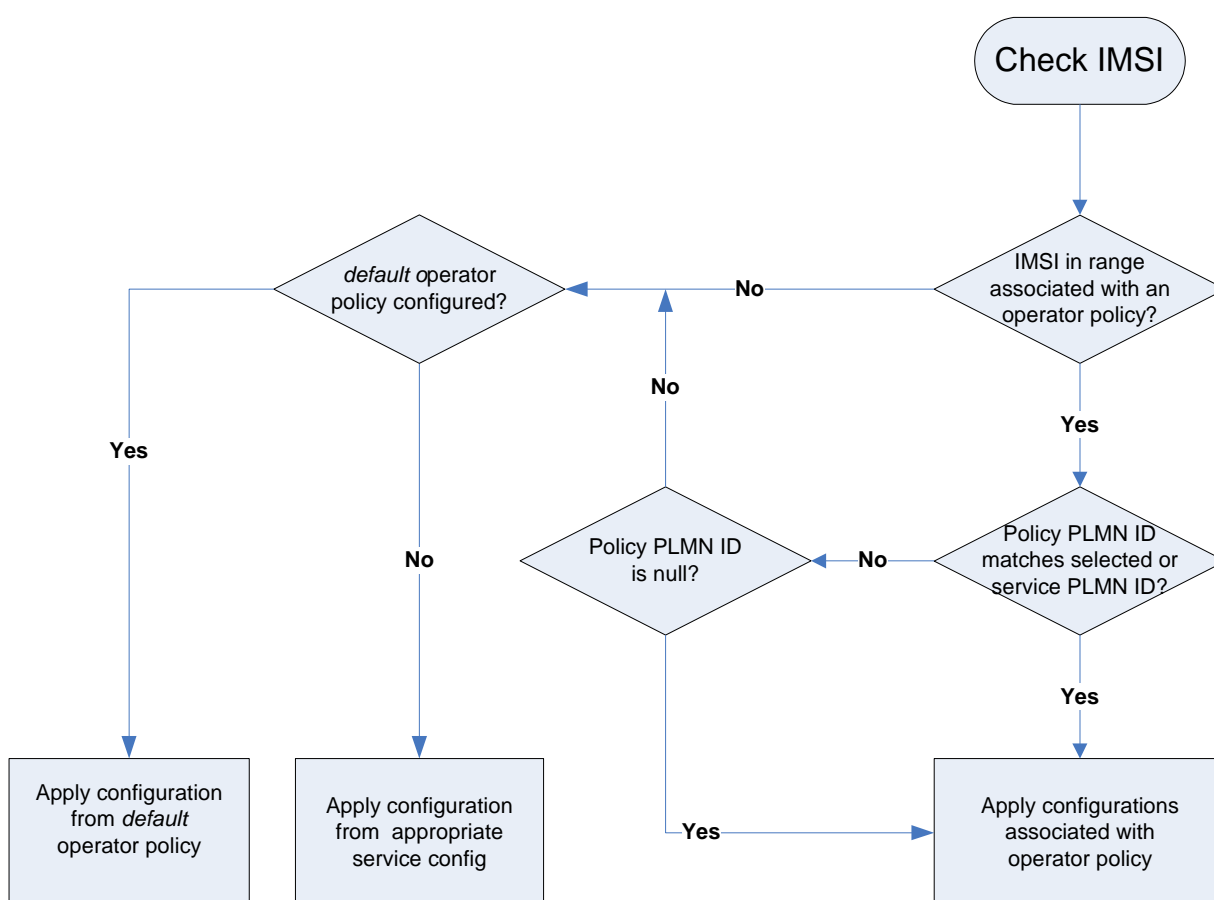 Check IMSI
IMSI in range
associated with an
operator policy?
No
default operator
policy configured?
No
Yes
Yes
No
Policy PLMN ID
is null?
No
Policy PLMN ID
matches selected or
service PLMN ID?
Yes
Yes
Apply configuration
from default
operator policy
Apply configuration
from appropriate
service config
Apply configurations
associated with
operator policy